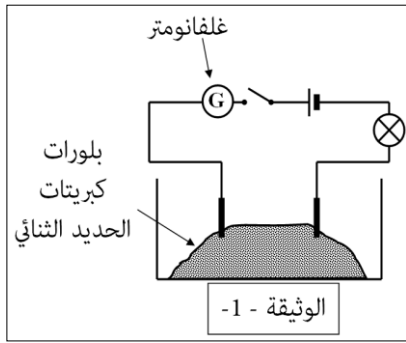 غلفانومتر
G
بلورات
كبريتات
الحديد الثنائي
الوثيقة - 1-